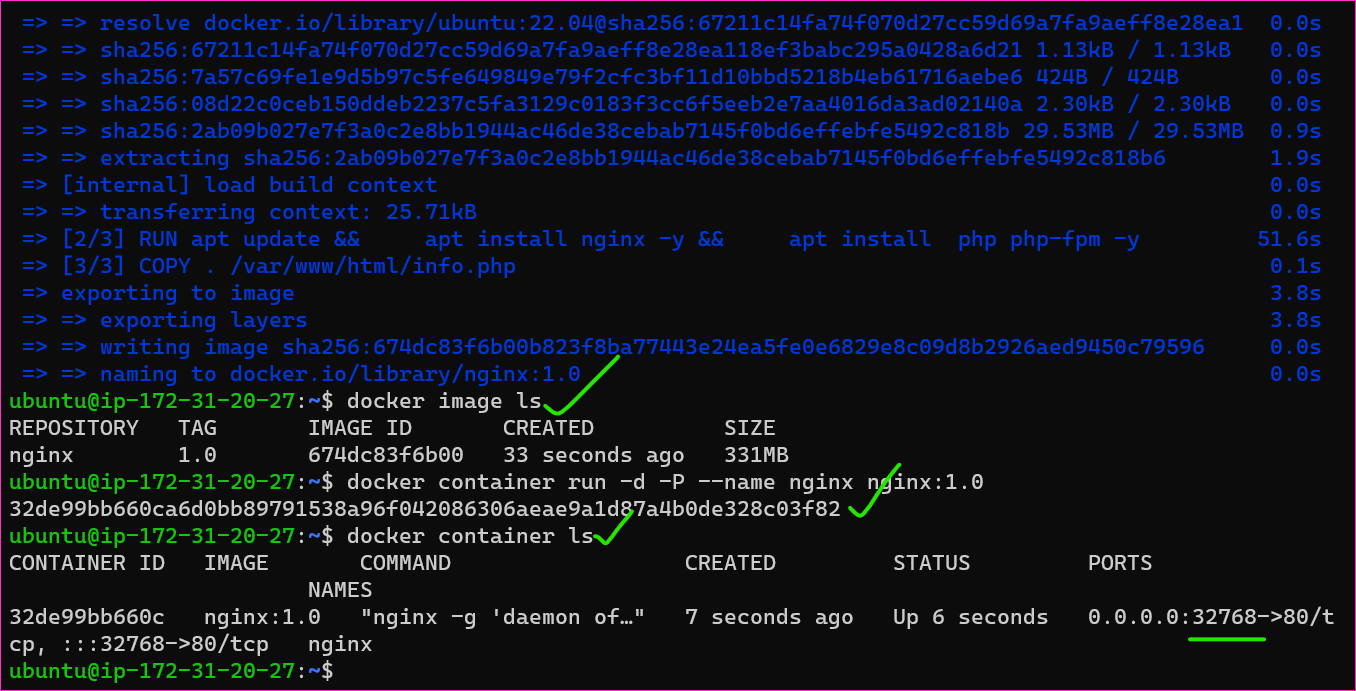 => => resolve docker.io/library/ubuntu:22.04@sha256:67211c14fa74f070d27cc59d69a7fa9aeff8e28ea1 0.0s
=> => sha256:67211c14fa74f070d27cc59d69a7fa9aeff8e28ea118ef3babc295a0428a6d21 1.13kB / 1.13kB 0.0s
=> => sha256:7a57c69fe1e9d5b97c5fe649849e79f2cfc3bf11d10bbd5218b4eb61716aebe6 424B / 424B 0.0s
=> => sha256:08d22c0ceb150ddeb2237c5fa3129c0183f3cc6f5eeb2e7aa4016da3ad02140a 2.30kB / 2.30kB 0.0s
=> => sha256:2ab09b027e7f3a0c2e8bb1944ac46de38cebab7145f0bd6effebfe5492c818b 29.53MB / 29.53MB 0.9s
=> => extracting sha256:2ab09b027e7f3a0c2e8bb1944ac46de38cebab7145f0bd6effebfe5492c818b6 1.9s
=> [internal] load build context 0.0s
=> => transferring context: 25.71kB 0.0s
=> [2/3] RUN apt update &&     apt install nginx -y &&     apt install  php php-fpm -y 51.6s
=> [3/3] COPY . /var/www/html/info.php 0.1s
=> exporting to image 3.8s
=> => exporting layers 3.8s
=> => writing image sha256:674dc83f6b00b823f8ba77443e24ea5fe0e6829e8c09d8b2926aed9450c79596 0.0s
=> => naming to docker.io/library/nginx:1.0 0.0s
ubuntu@ip-172-31-20-27:~$ docker image ls
REPOSITORY   TAG       IMAGE ID       CREATED          SIZE
nginx        1.0       674dc83f6b00   33 seconds ago   331MB
ubuntu@ip-172-31-20-27:~$ docker container run -d -P --name nginx nginx:1.0
32de99bb660ca6d0bb89791538a96f042086306aeae9a1d87a4b0de328c03f82
ubuntu@ip-172-31-20-27:~$ docker container ls
CONTAINER ID   IMAGE       COMMAND                  CREATED         STATUS         PORTS
NAMES
32de99bb660c   nginx:1.0   "nginx -g 'daemon of…"   7 seconds ago   Up 6 seconds   0.0.0.0:32768->80/t
cp, :::32768->80/tcp   nginx
ubuntu@ip-172-31-20-27:~$